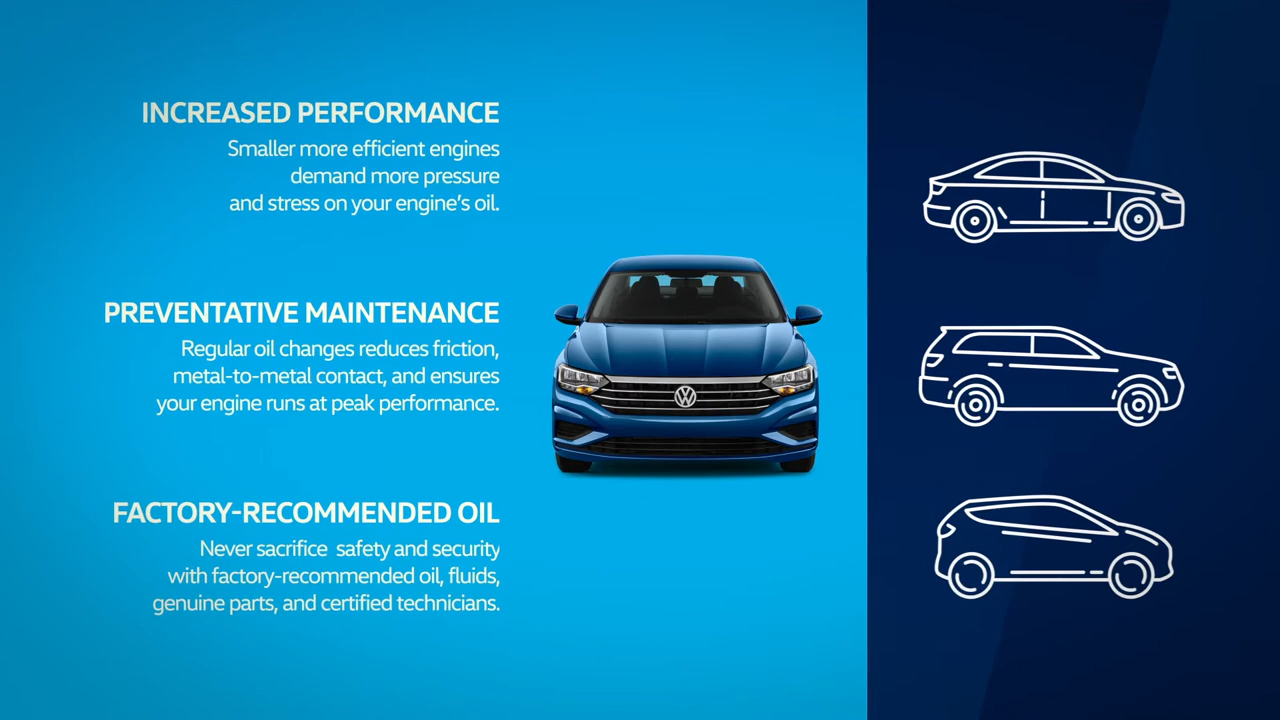 INCREASED PERFORMANCE
Smaller more efficient engines
demand more pressure
and stress on your engine's oil.
PREVENTATIVE MAINTENANCE
Regular oil changes reduces friction,
metal-to-metal contact, and ensures
your engine runs at peak performance.
FACTORY-RECOMMENDED OIL
Never sacrifice  safety and security
with factory-recommended oil, fluids,
genuine parts, and certified technicians.